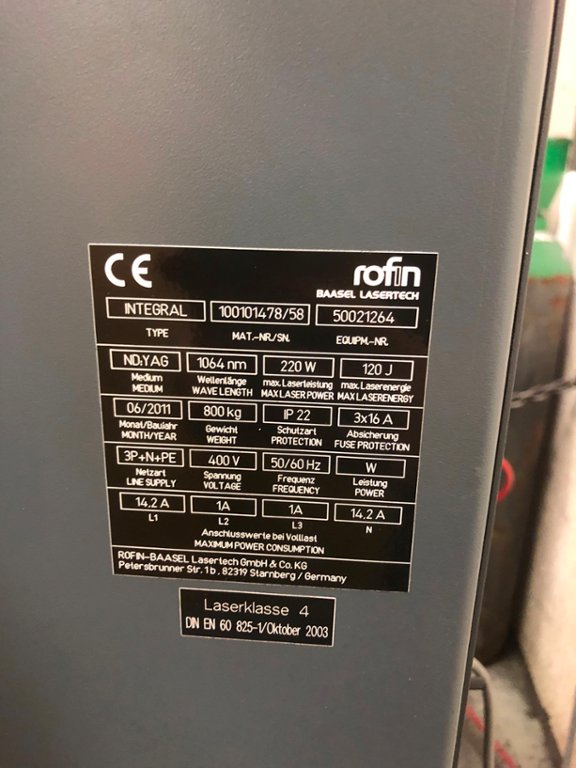 CE rofin
BAASEL LASERTECH
INTEGRAL 100101478/58 50021264
TYPE MAT.-NR/SN. EQUIPM.-NR.
ND:YAG 1064 nm 220 W 120 J
Medium Wellenlänge max. Laserleistung max. Laserenergie
MEDIUM WAVE LENGTH MAX LASER POWER MAX LASERENERGY
06/2011 800 kg IP 22 3x16 A
Monat/Baujahr Gewicht Schutzart Absicherung
MONTH/YEAR WEIGHT PROTECTION FUSE PROTECTION
3P+N+PE 400 V 50/60 Hz W
Netzart Spannung Frequenz Leistung
LINE SUPPLY VOLTAGE FREQUENCY POWER
14,2 A 1A 1A 14,2 A
L1 L2 L3 N
Anschlusswerte bei Volllast
MAXIMUM POWER CONSUMPTION
ROFIN-BAASEL Lasertech GmbH & Co. KG
Petersbrunner Str. 1b, 82319 Starnberg / Germany
Laserklasse 4
DIN EN 60 825-1/Oktober 2003